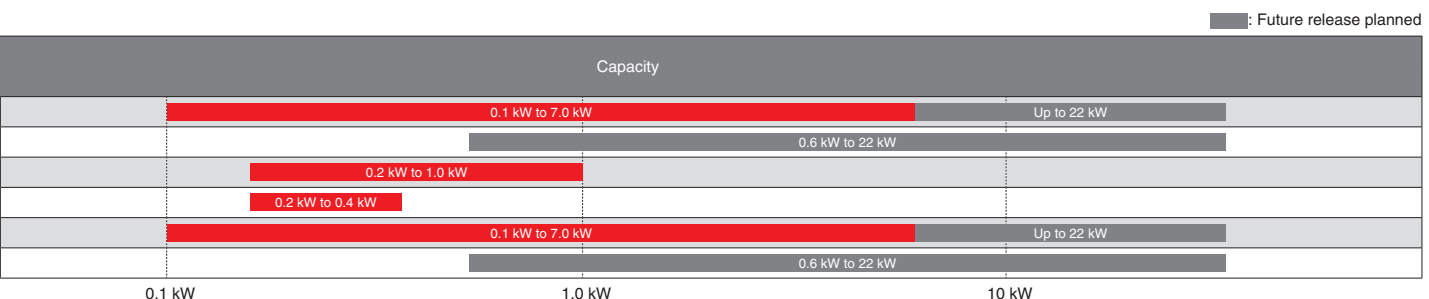 : Future release planned
Capacity
0.1 kW to 7.0 kW Up to 22 kW
0.6 kW to 22 kW
0.2 kW to 1.0 kW
0.2 kW to 0.4 kW
0.1 kW to 7.0 kW Up to 22 kW
0.6 kW to 22 kW
0.1 kW 1.0 kW 10 kW